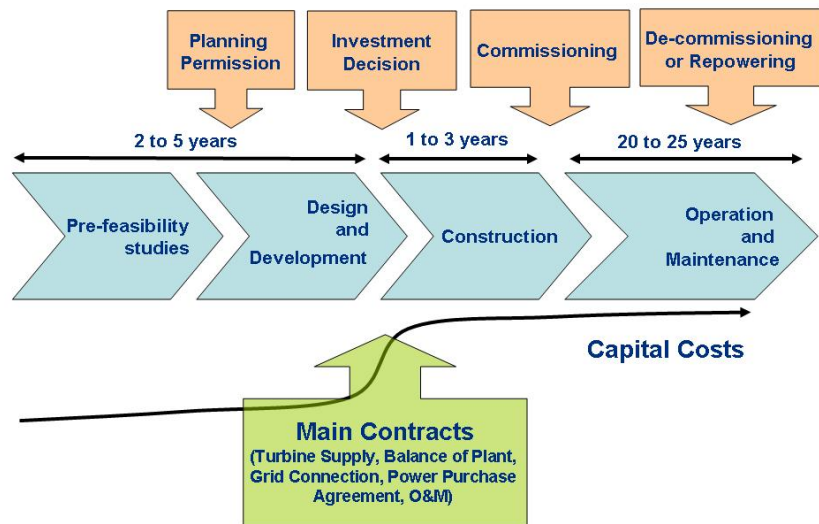 Planning
Permission
Investment
Decision
Commissioning
De-commissioning
or Repowering
2 to 5 years
1 to 3 years
20 to 25 years
Pre-feasibility
studies
Design
and
Development
Construction
Operation
and
Maintenance
Capital Costs
Main Contracts
(Turbine Supply, Balance of Plant,
Grid Connection, Power Purchase
Agreement, O&M)